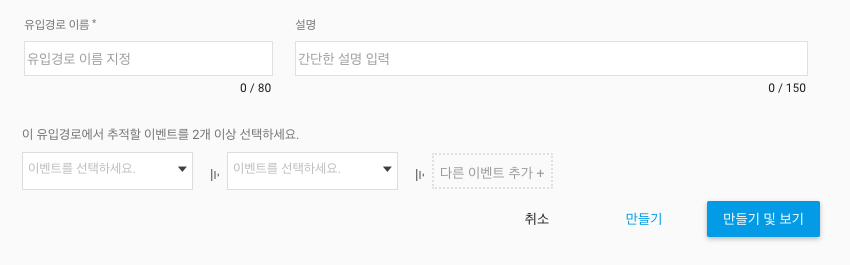 유입경로 이름 *
설명
유입경로 이름 지정
간단한 설명 입력
0 / 80
0 / 150
이 유입경로에서 추적할 이벤트를 2개 이상 선택하세요.
이벤트를 선택하세요.
이벤트를 선택하세요.
다른 이벤트 추가 +
취소
만들기
만들기 및 보기